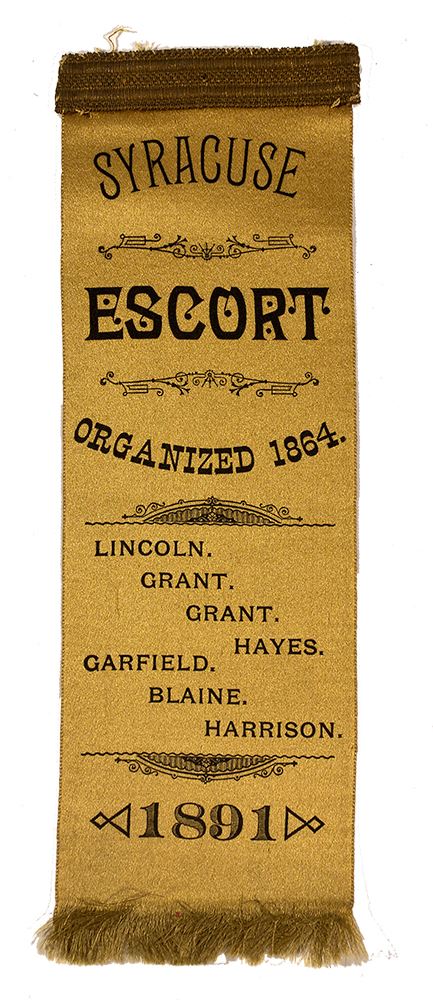 SYRACUSE
ESCORT
ORGANIZED 1864.
LINCOLN.
GRANT.
GRANT.
HAYES.
GARFIELD.
BLAINE.
HARRISON.
1891